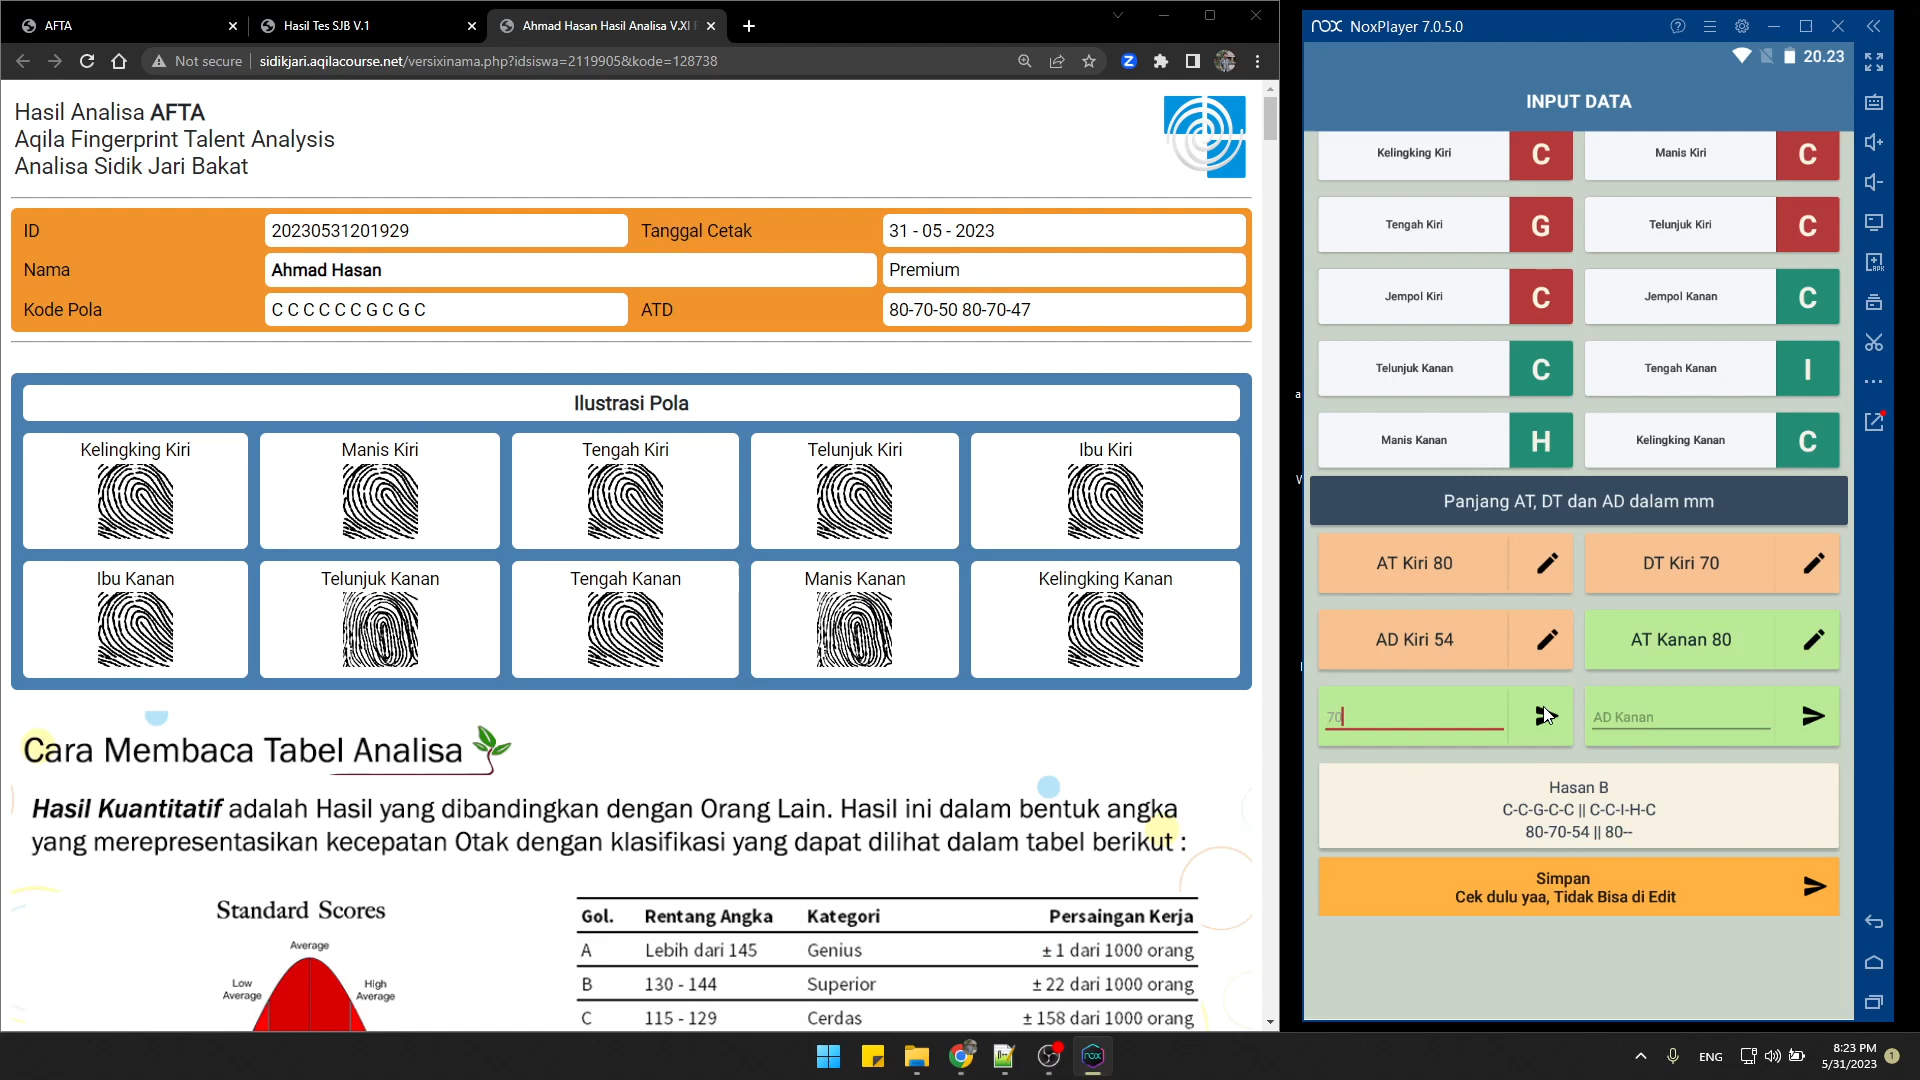 AFTA
Hasil Tes SJB V.1
Ahmad Hasan Hasil Analisa V.XI
Not secure
sidikjari.aqilacourse.net/versixinama.php?idsiswa=2119905&kode=128738
Hasil Analisa AFTA
Aqila Fingerprint Talent Analysis
Analisa Sidik Jari Bakat
ID
20230531201929
Tanggal Cetak
31 - 05 - 2023
Nama
Ahmad Hasan
Premium
Kode Pola
C C C C C C G C G C
ATD
80-70-50 80-70-47
Ilustrasi Pola
Kelingking Kiri
Manis Kiri
Tengah Kiri
Telunjuk Kiri
Ibu Kiri
Ibu Kanan
Telunjuk Kanan
Tengah Kanan
Manis Kanan
Kelingking Kanan
Cara Membaca Tabel Analisa
Hasil Kuantitatif adalah Hasil yang dibandingkan dengan Orang Lain. Hasil ini dalam bentuk angka
yang merepresentasikan kecepatan Otak dengan klasifikasi yang dapat dilihat dalam tabel berikut :
Standard Scores
Average
Low
Average
High
Average
Gol. Rentang Angka Kategori Persaingan Kerja
A Lebih dari 145 Genius ± 1 dari 1000 orang
B 130 - 144 Superior ± 22 dari 1000 orang
C 115 - 129 Cerdas ± 158 dari 1000 orang
nox NoxPlayer 7.0.5.0
20.23
INPUT DATA
Kelingking Kiri C
Manis Kiri C
Tengah Kiri G
Telunjuk Kiri C
Jempol Kiri C
Jempol Kanan C
Telunjuk Kanan C
Tengah Kanan I
Manis Kanan H
Kelingking Kanan C
Panjang AT, DT dan AD dalam mm
AT Kiri 80
DT Kiri 70
AD Kiri 54
AT Kanan 80
70
AD Kanan
Hasan B
C-C-G-C-C || C-C-I-H-C
80-70-54 || 80--
Simpan
Cek dulu yaa, Tidak Bisa di Edit
nox
ENG
8:23 PM
5/31/2023
1